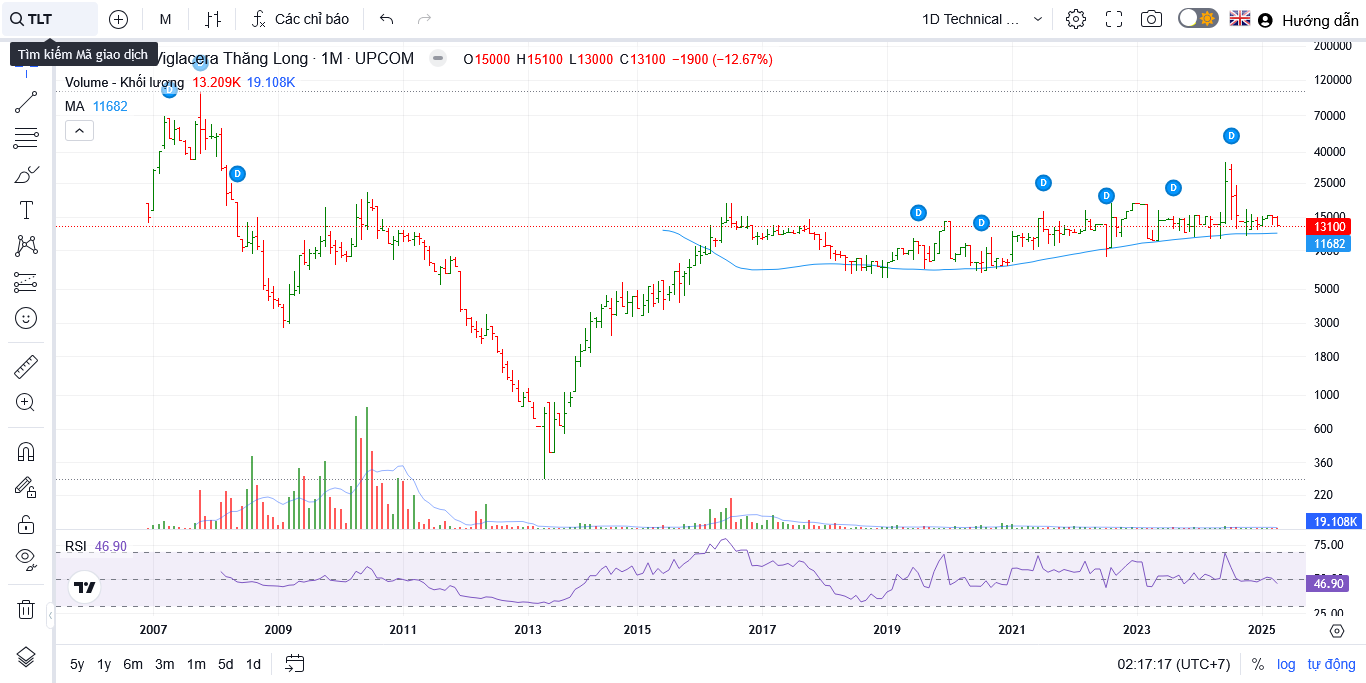 TLT
M
Các chỉ báo
1D Technical ...
Hướng dẫn
Tìm kiếm Mã giao dịch
Viglacera Thăng Long · 1M · UPCOM
O15000 H15100 L13000 C13100 −1900 (−12.67%)
Volume - Khối lượng 13.209K 19.108K
MA 11682
D
D
D
D
D
D
D
D
D
200000
120000
70000
40000
25000
15000
13100
11682
9000
5000
3000
1800
1000
600
360
220
19.108K
RSI 46.90
75.00
50.00
46.90
25.00
2007 2009 2011 2013 2015 2017 2019 2021 2023 2025
5y 1y 6m 3m 1m 5d 1d
02:17:17 (UTC+7) % log tự động